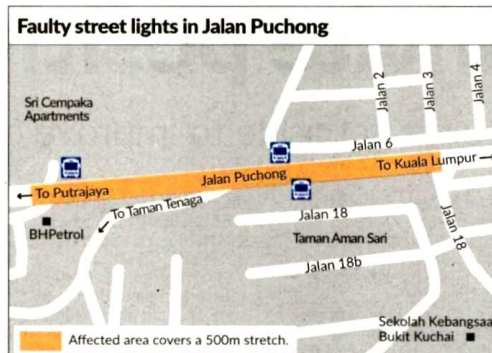 Faulty street lights in Jalan Puchong
Sri Cempaka
Apartments
Jalan 2
Jalan 3
Jalan 4
Jalan 6
To Kuala Lumpur
Jalan Puchong
To Putrajaya
To Taman Tenaga
BHPetrol
Jalan 18
Jalan 18
Taman Aman Sari
Jalan 18b
Sekolah Kebangsaa
Bukit Kuchai
Affected area covers a 500m stretch.